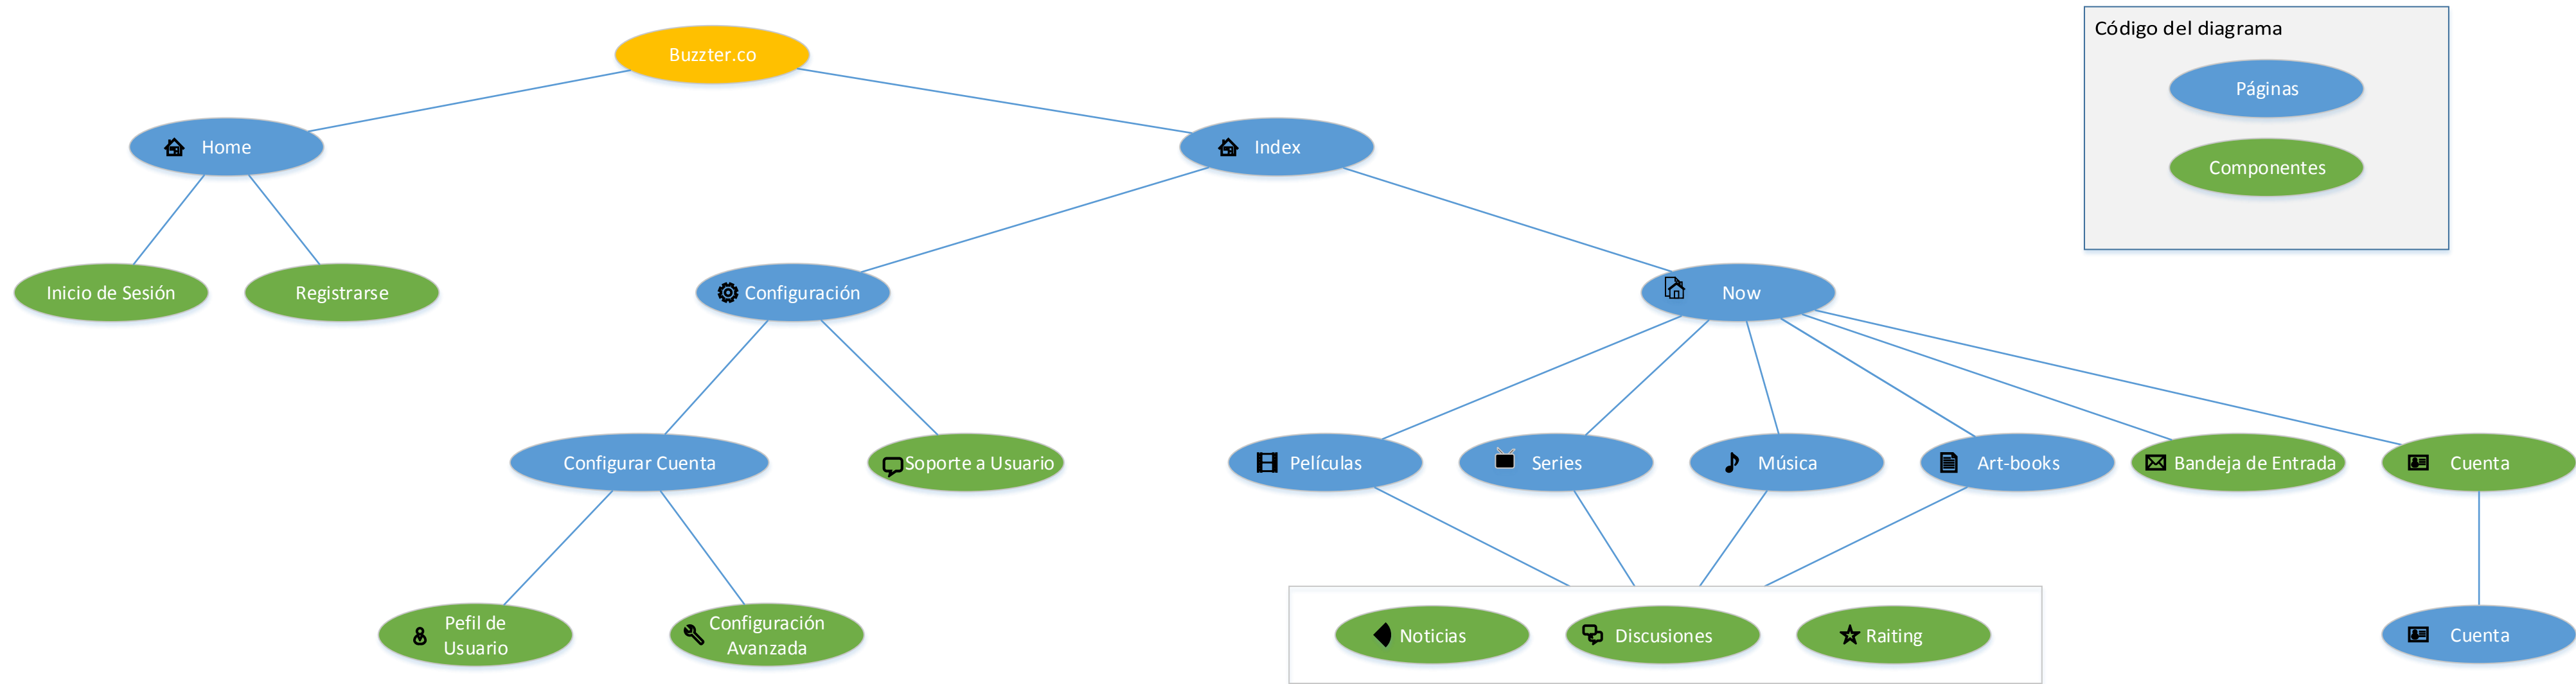 Buzzter.co
Código del diagrama
Páginas
Componentes
Home
Index
Inicio de Sesión
Registrarse
Configuración
Now
Configurar Cuenta
Soporte a Usuario
Películas
Series
Música
Art-books
Bandeja de Entrada
Cuenta
Pefil de
Usuario
Configuración
Avanzada
Noticias
Discusiones
Raiting
Cuenta